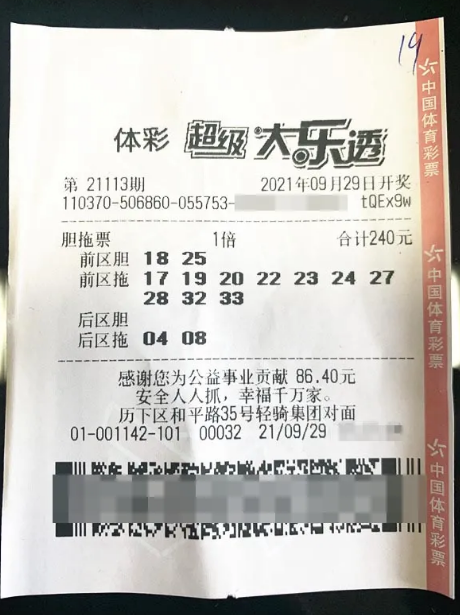 19
体彩 超级大乐透
第 21113期 2021年09月29日开奖
110370-506860-055753- tQEx9w
胆拖票 1倍 合计240元
前区胆 18 25
前区拖 17 19 20 22 23 24 27
28 32 33
后区胆
后区拖 04 08
感谢您为公益事业贡献 86.40元
安全人人抓，幸福千万家。
历下区和平路35号轻骑集团对面
01-001142-101 00032 21/09/29
中国体育彩票
中国体育彩票
中国体育彩票